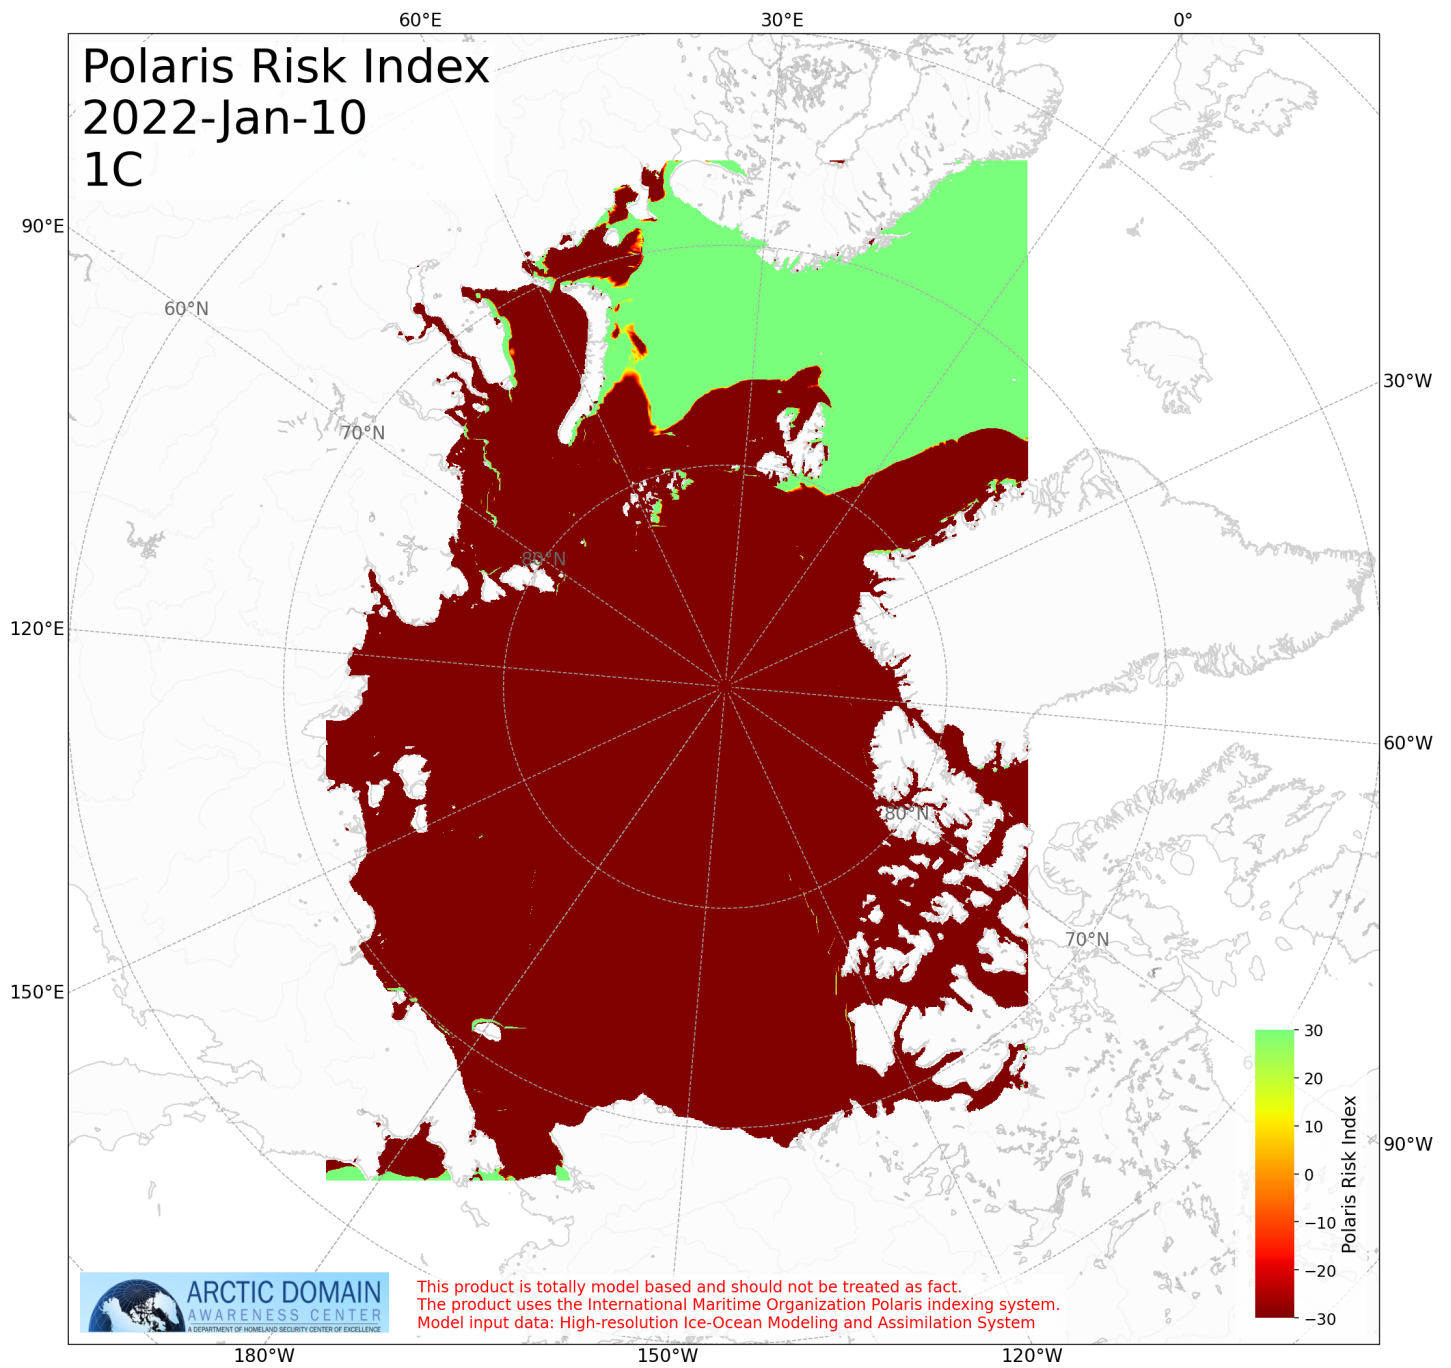 60°E
30°E
0°
Polaris Risk Index
2022-Jan-10
1C
90°E
60°N
30°W
70°N
80°N
120°E
60°W
80°N
70°N
150°E
30
20
10
0
−10
−20
−30
Polaris Risk Index
90°W
ARCTIC DOMAIN
AWARENESS CENTER
A DEPARTMENT OF HOMELAND SECURITY CENTER OF EXCELLENCE
This product is totally model based and should not be treated as fact.
The product uses the International Maritime Organization Polaris indexing system.
Model input data: High-resolution Ice-Ocean Modeling and Assimilation System
180°W
150°W
120°W